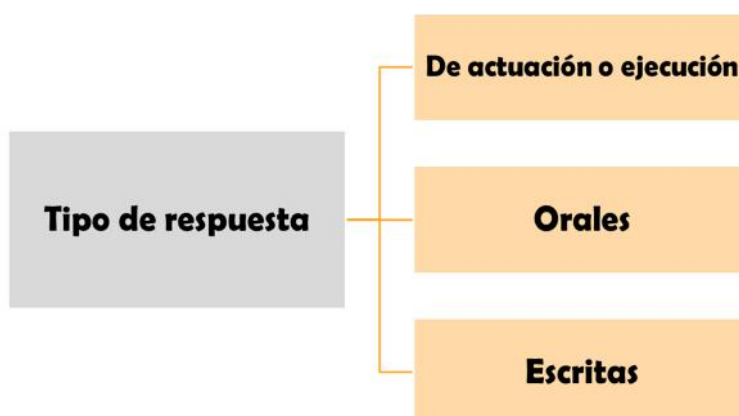 De actuación o ejecución
Tipo de respuesta
Orales
Escritas